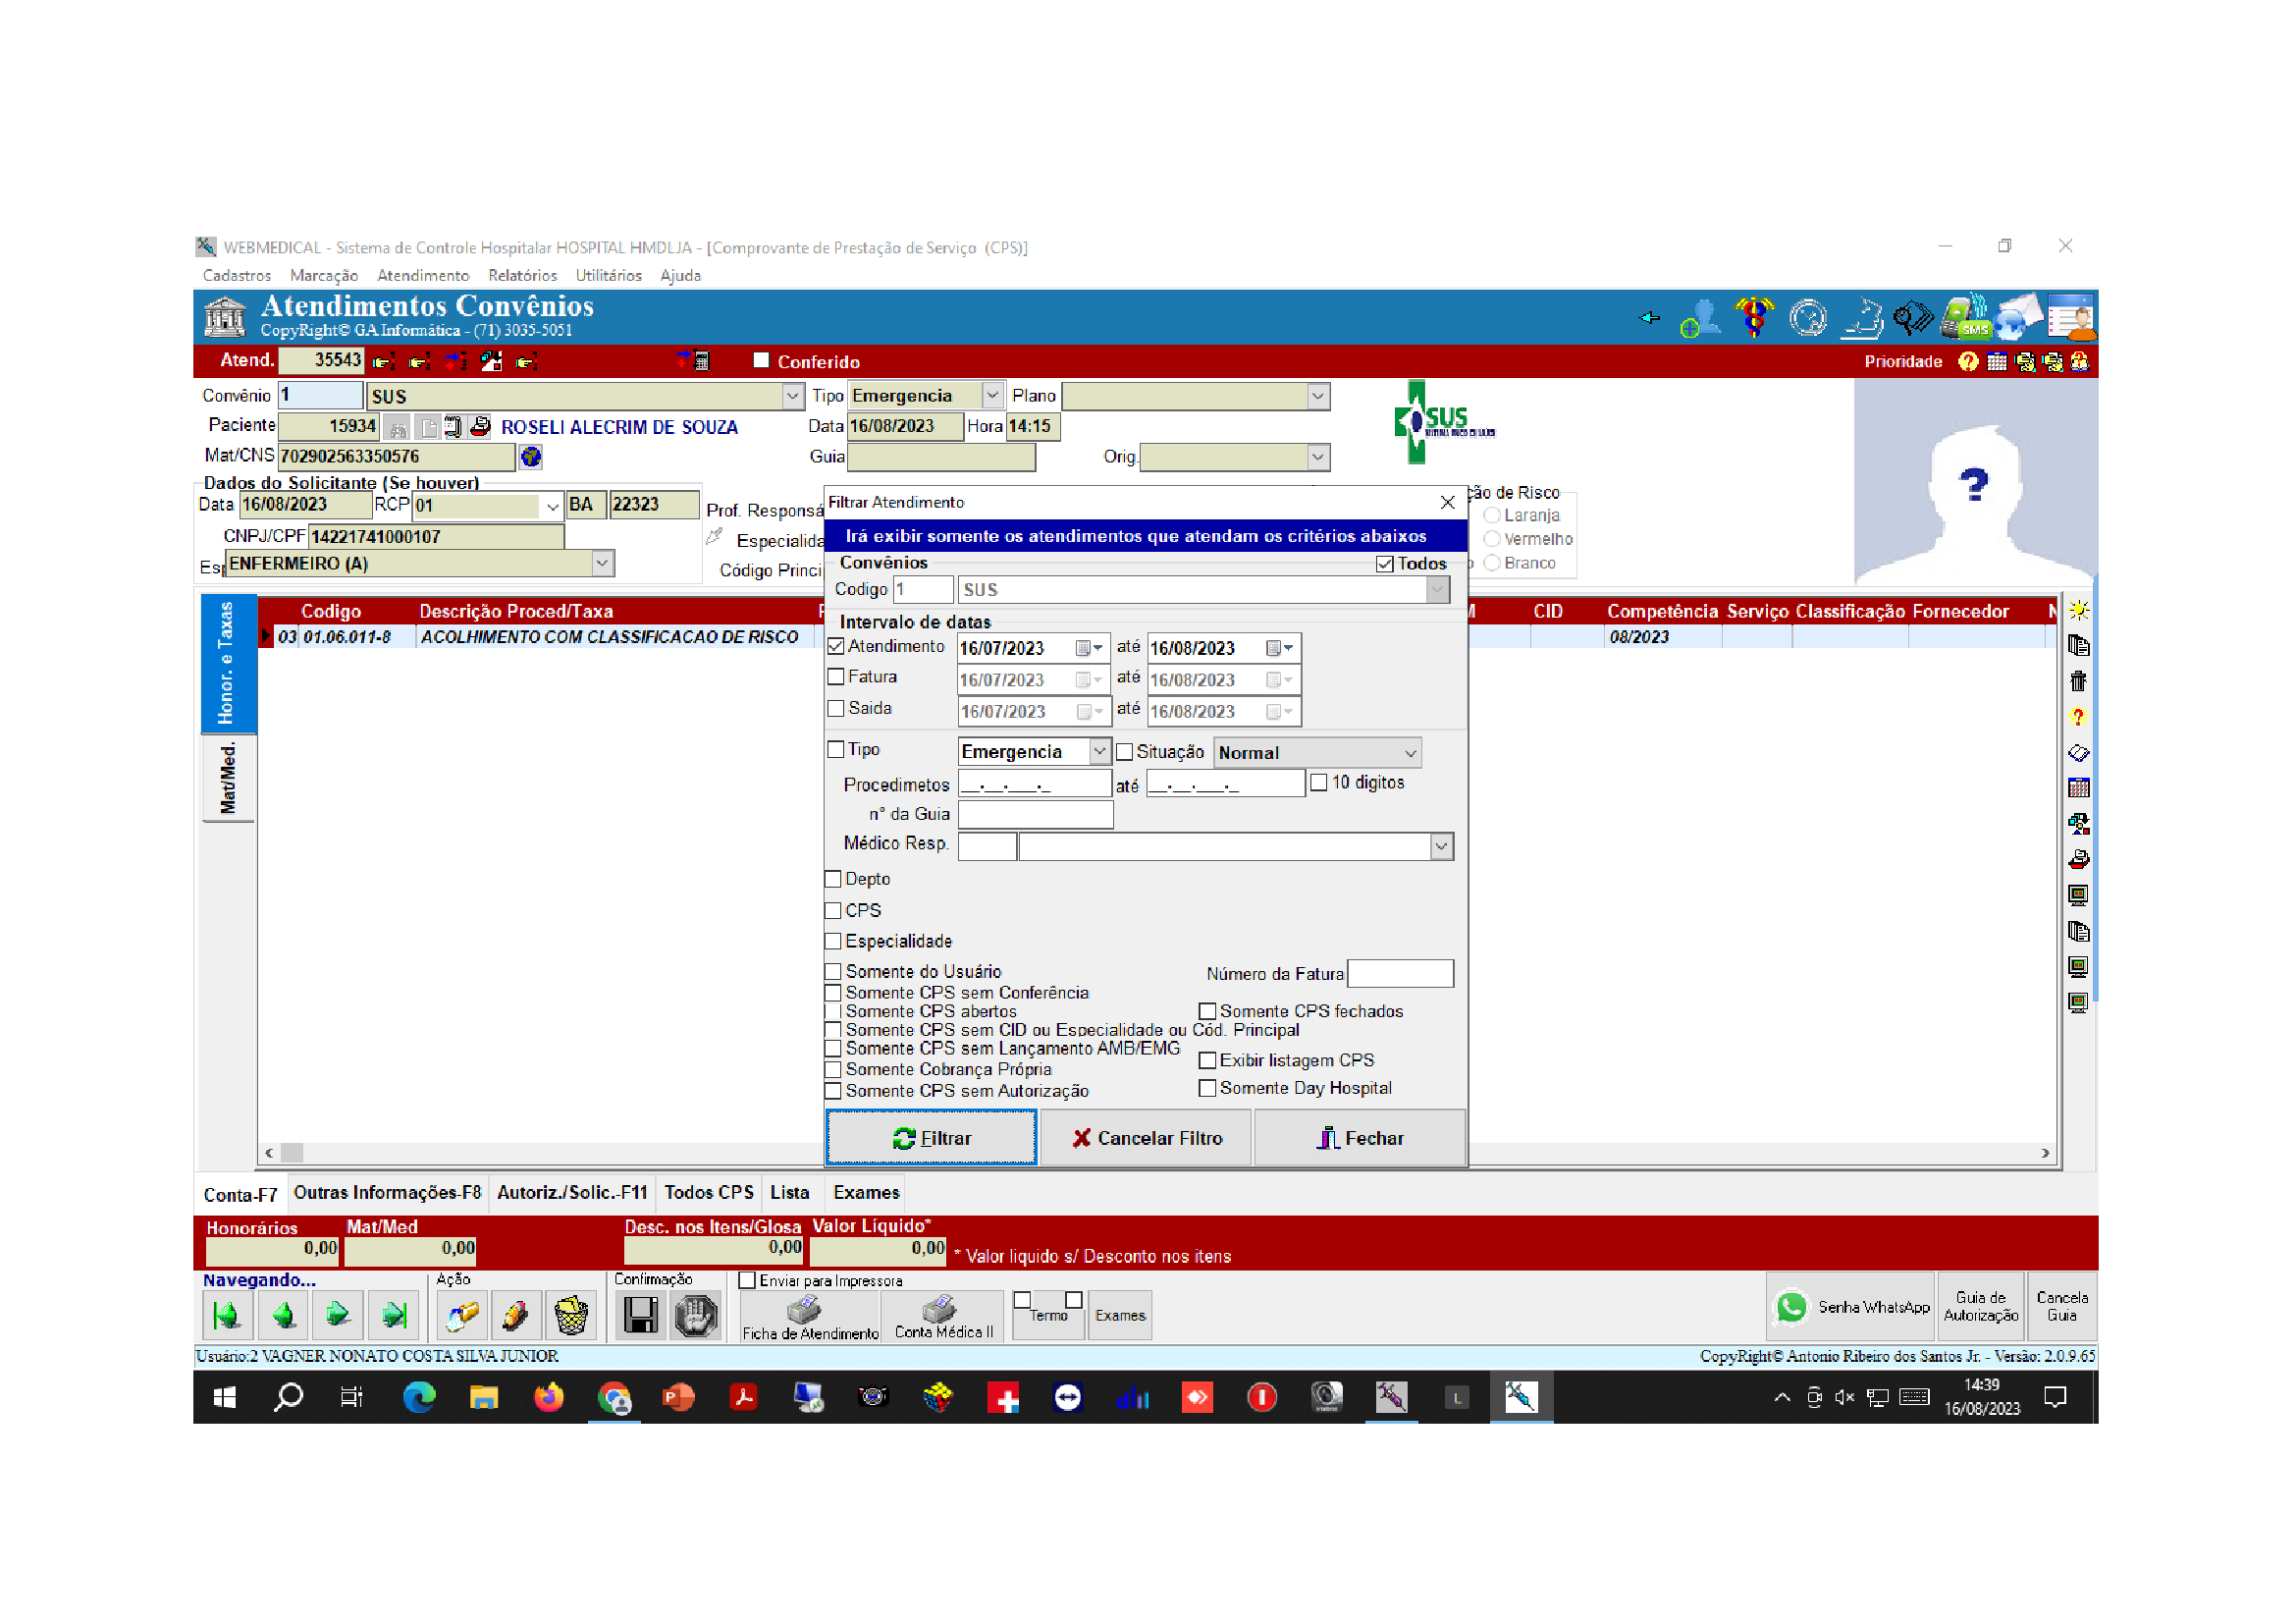 WEBMEDICAL - Sistema de Controle Hospitalar HOSPITAL HMDLJA - [Comprovante de Prestação de Serviço (CPS)]
Cadastros Marcação Atendimento Relatórios Utilitários Ajuda
Atendimentos Convênios
CopyRight© GA Informática - (71) 3035-5051
SMS
Atend. 35543 Conferido Prioridade
Convênio 1 SUS Tipo Emergencia Plano
Paciente 15934 ROSELI ALECRIM DE SOUZA Data 16/08/2023 Hora 14:15
SUS
Mat/CNS 702902563350576 Guia Orig.
Dados do Solicitante (Se houver)
Data 16/08/2023 RCP 01 BA 22323 Prof. Responsá
CNPJ/CPF 14221741000107 Especialida
Esp ENFERMEIRO (A) Código Princi
ção de Risco
Laranja
Vermelho
Branco
Honor. e Taxas
Mat/Med.
Codigo Descrição Proced/Taxa CID Competência Serviço Classificação Fornecedor
03 01.06.011-8 ACOLHIMENTO COM CLASSIFICACAO DE RISCO 08/2023
Filtrar Atendimento
Irá exibir somente os atendimentos que atendam os critérios abaixos
Convênios Todos
Codigo 1 SUS
Intervalo de datas
Atendimento 16/07/2023 até 16/08/2023
Fatura 16/07/2023 até 16/08/2023
Saida 16/07/2023 até 16/08/2023
Tipo Emergencia Situação Normal
Procedimetos __.__.___._ até __.__.___._ 10 digitos
n° da Guia
Médico Resp.
Depto
CPS
Especialidade
Somente do Usuário Número da Fatura
Somente CPS sem Conferência
Somente CPS abertos Somente CPS fechados
Somente CPS sem CID ou Especialidade ou Cód. Principal
Somente CPS sem Lançamento AMB/EMG
Exibir listagem CPS
Somente Cobrança Própria
Somente CPS sem Autorização Somente Day Hospital
Filtrar Cancelar Filtro Fechar
Conta-F7 Outras Informações-F8 Autoriz./Solic.-F11 Todos CPS Lista Exames
Honorários Mat/Med Desc. nos Itens/Glosa Valor Líquido*
0,00 0,00 0,00 0,00 * Valor liquido s/ Desconto nos itens
Navegando... Ação Confirmação Enviar para Impressora
Ficha de Atendimento Conta Médica II Termo Exames
Senha WhatsApp Guia de Autorização Cancela Guia
Usuário:2 VAGNER NONATO COSTA SILVA JUNIOR CopyRight© Antonio Ribeiro dos Santos Jr. - Versão: 2.0.9.65
14:39
16/08/2023